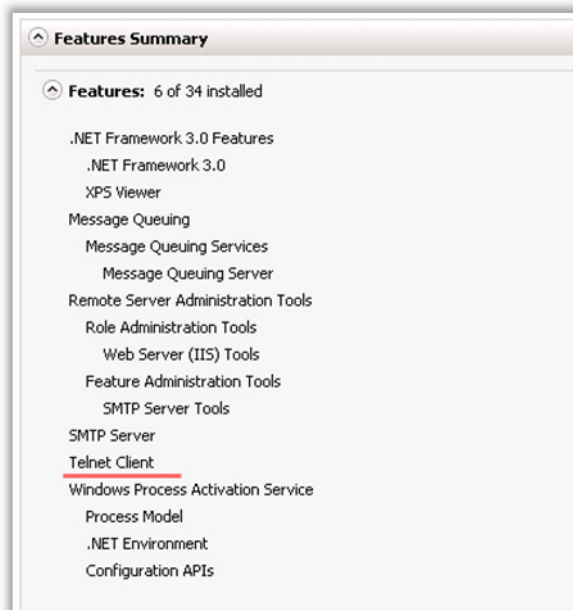 Features Summary
Features: 6 of 34 installed
.NET Framework 3.0 Features
.NET Framework 3.0
XPS Viewer
Message Queuing
Message Queuing Services
Message Queuing Server
Remote Server Administration Tools
Role Administration Tools
Web Server (IIS) Tools
Feature Administration Tools
SMTP Server Tools
SMTP Server
Telnet Client
Windows Process Activation Service
Process Model
.NET Environment
Configuration APIs